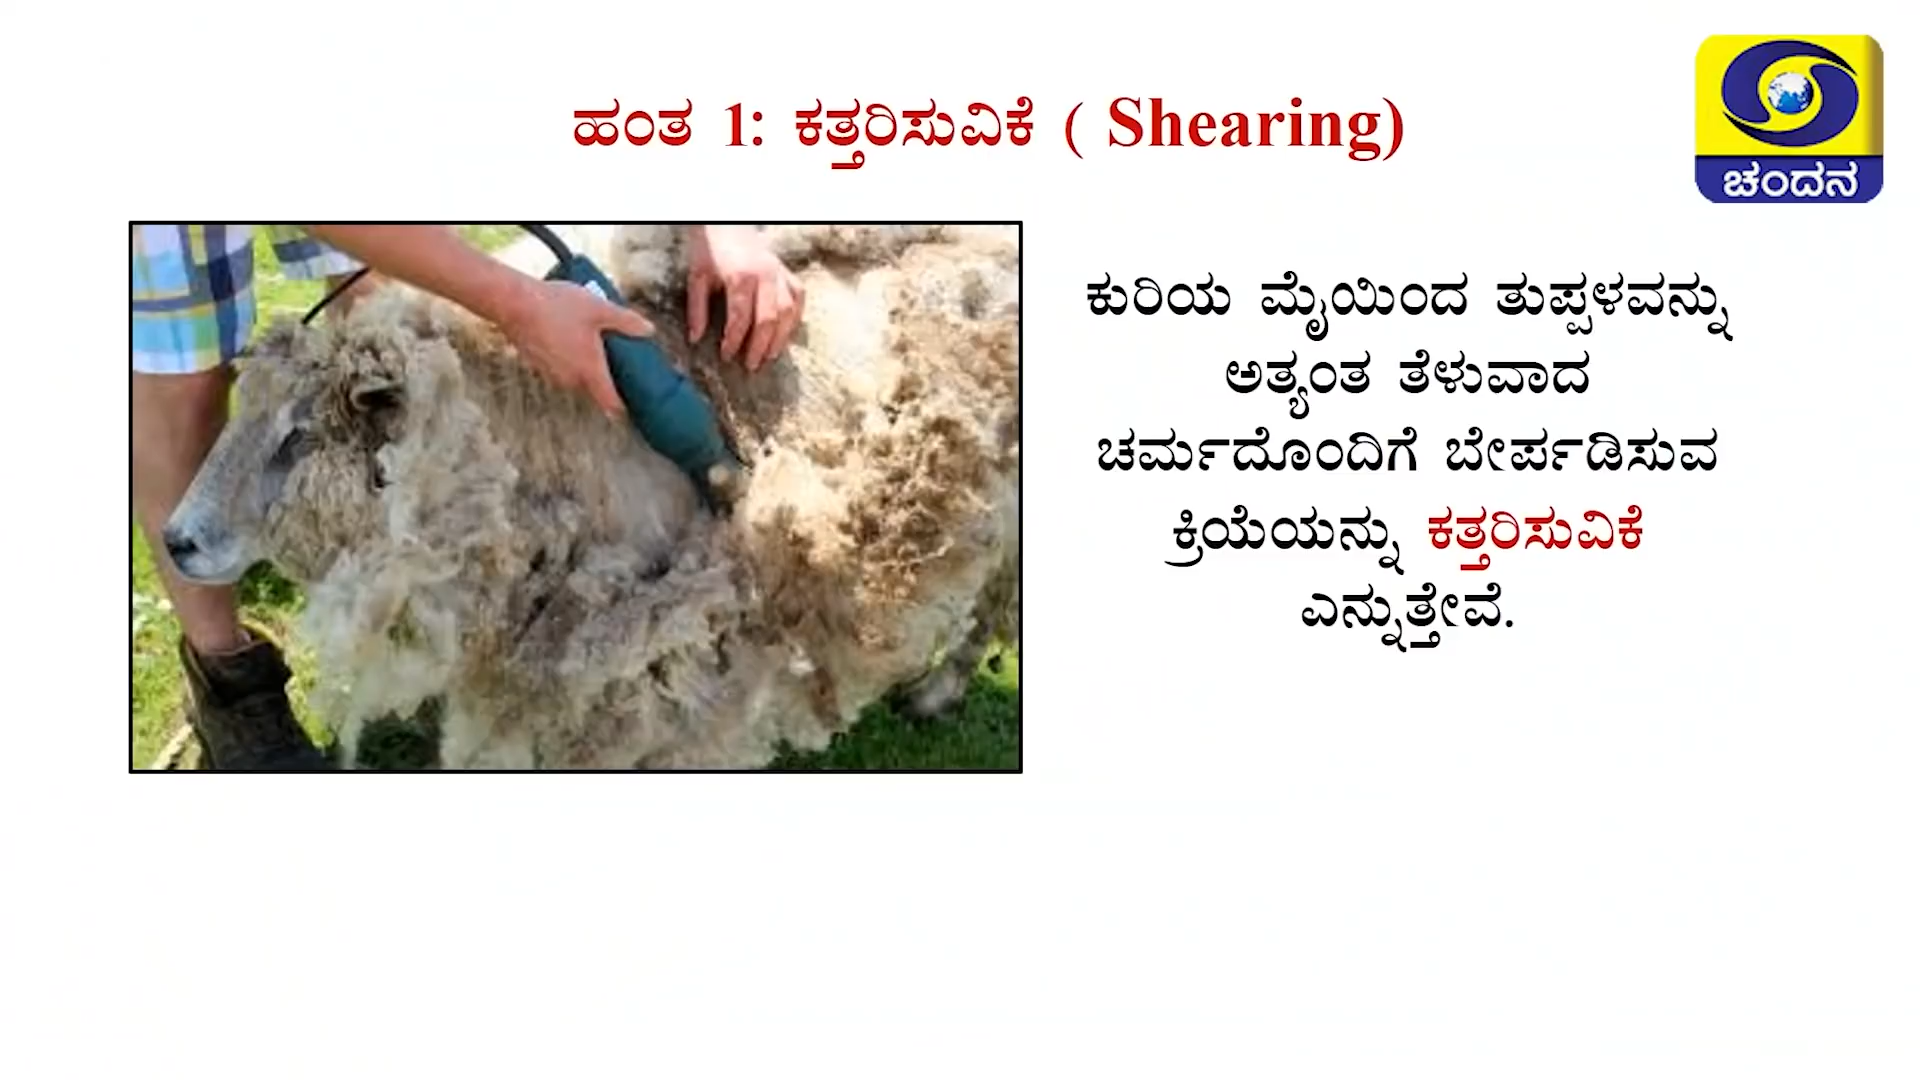 ಹಂತ 1: ಕತ್ತರಿಸುವಿಕೆ ( Shearing)
ಚಂದನ
ಕುರಿಯ ಮೈಯಿಂದ ತುಪ್ಪಳವನ್ನು
ಅತ್ಯಂತ ತೆಳುವಾದ
ಚರ್ಮದೊಂದಿಗೆ ಬೇರ್ಪಡಿಸುವ
ಕ್ರಿಯೆಯನ್ನು ಕತ್ತರಿಸುವಿಕೆ
ಎನ್ನುತ್ತೇವೆ.